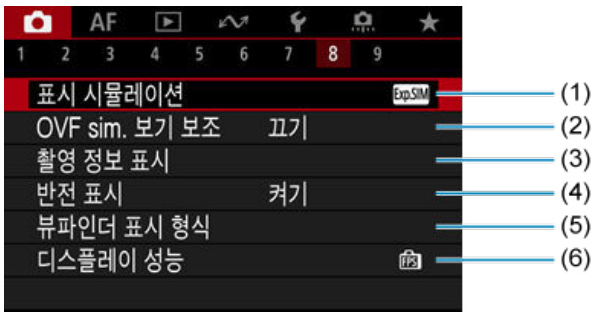 AF
1 2 3 4 5 6 7 8 9
표시 시뮬레이션 Exp.SIM (1)
OVF sim. 보기 보조 끄기 (2)
촬영 정보 표시 (3)
반전 표시 켜기 (4)
뷰파인더 표시 형식 (5)
디스플레이 성능 FPS (6)